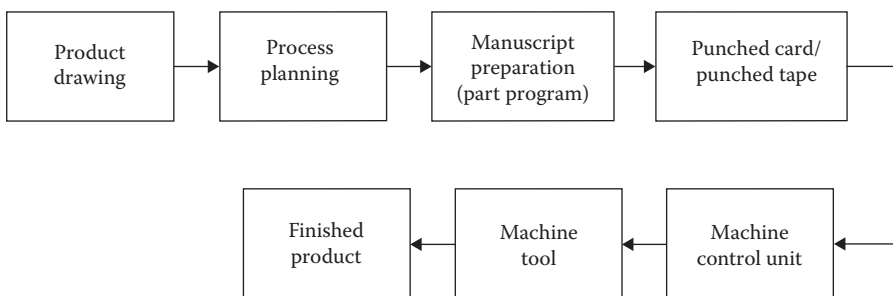 Product
drawing
Process
planning
Manuscript
preparation
(part program)
Punched card/
punched tape
Machine
control unit
Machine
tool
Finished
product